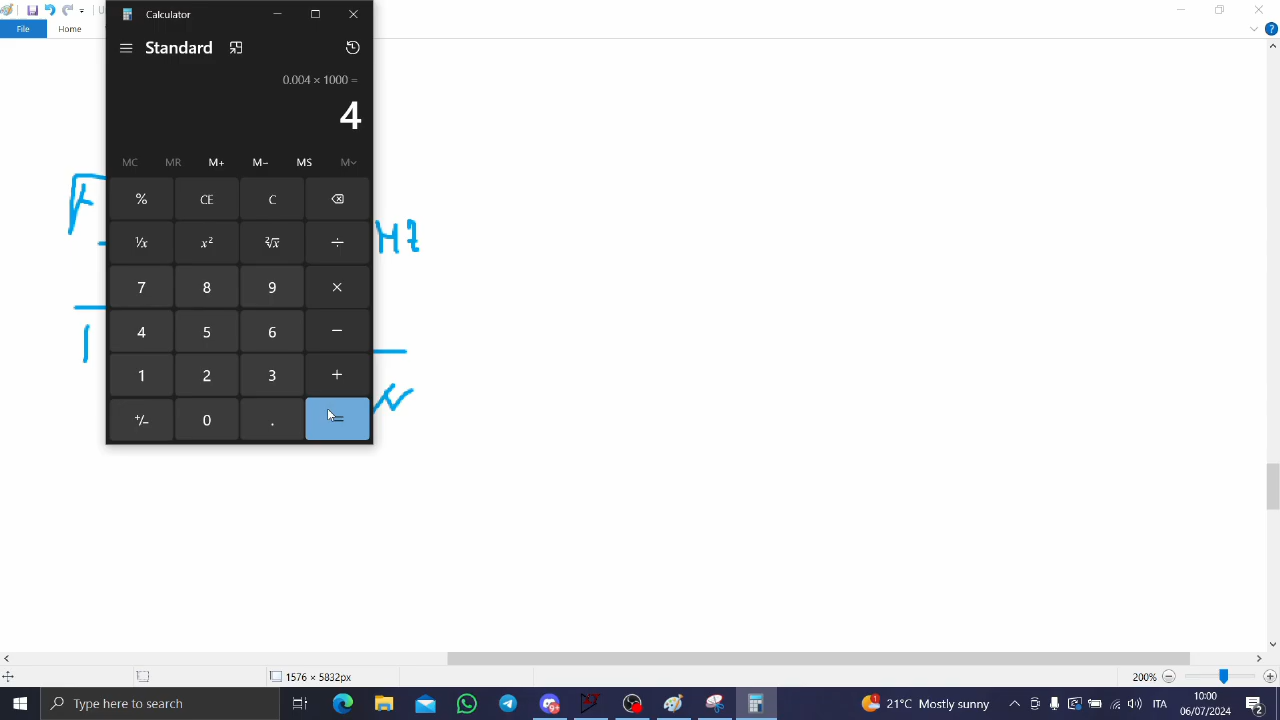 Calculator
File
Home
Standard
0.004 × 1000 =
4
MC MR M+ M− MS M˅
% CE C
¹/x x² ²√x ÷
7 8 9 ×
4 5 6 −
1 2 3 +
+/− 0 . =
1
200%
1576 × 5832px
Type here to search
21°C Mostly sunny
ITA
10:00
06/07/2024
2